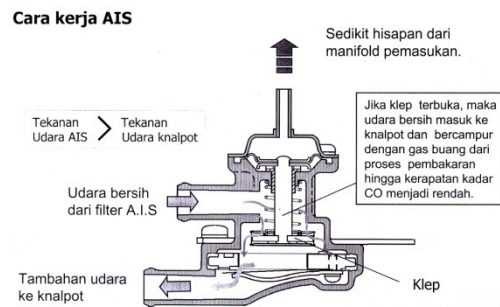 Cara kerja AIS
Sedikit hisapan dari
manifold pemasukan.
Tekanan
Udara AIS
>
Tekanan
Udara knalpot
Jika klep terbuka, maka
udara bersih masuk ke
knalpot dan bercampur
dengan gas buang dari
proses pembakaran
hingga kerapatan kadar
CO menjadi rendah.
Udara bersih
dari filter A.I.S
Tambahan udara
ke knalpot
Klep